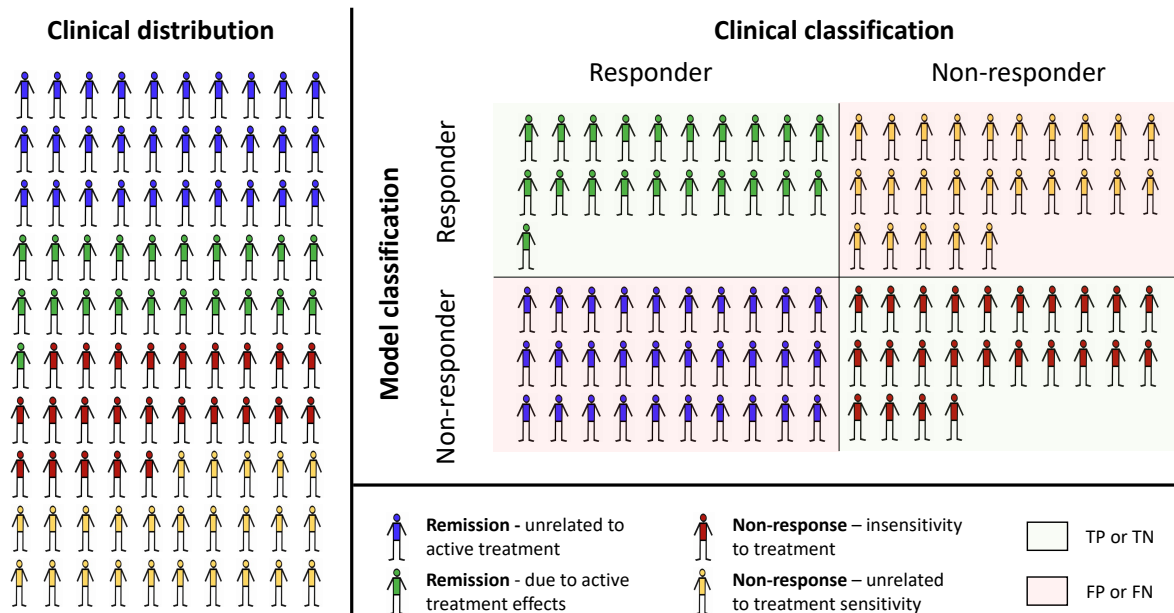 Clinical distribution
Clinical classification
Responder
Non-responder
Model classification
Responder
Non-responder
Remission - unrelated to
active treatment
Remission - due to active
treatment effects
Non-response – insensitivity
to treatment
Non-response – unrelated
to treatment sensitivity
TP or TN
FP or FN